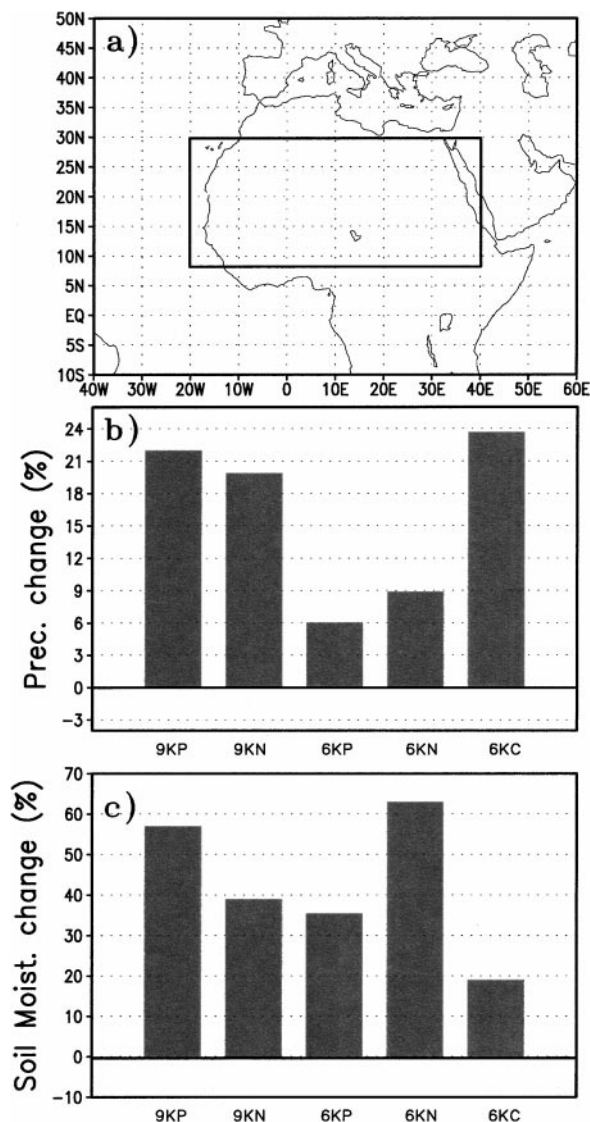 50N
a)
45N
40N
35N
30N
25N
20N
15N
10N
5N
EQ
5S
10S
40W 30W 20W 10W 0 10E 20E 30E 40E 50E 60E
b)
Prec. change (%)
24
21
18
15
12
9
6
3
0
−3
9KP 9KN 6KP 6KN 6KC
c)
Soil Moist. change (%)
70
60
50
40
30
20
10
0
−10
9KP 9KN 6KP 6KN 6KC